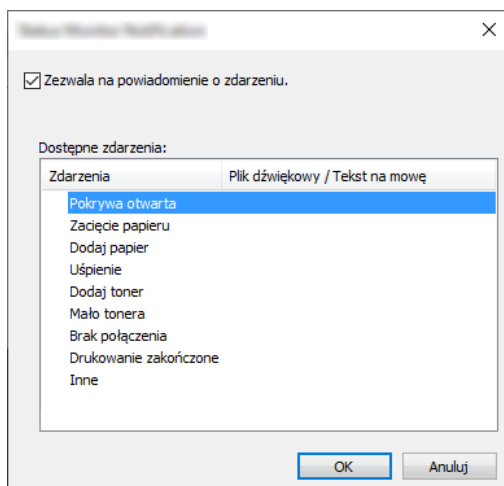 Zezwala na powiadomienie o zdarzeniu.
Dostępne zdarzenia:
Zdarzenia Plik dźwiękowy / Tekst na mowę
Pokrywa otwarta
Zacięcie papieru
Dodaj papier
Uśpienie
Dodaj toner
Mało tonera
Brak połączenia
Drukowanie zakończone
Inne
OK Anuluj